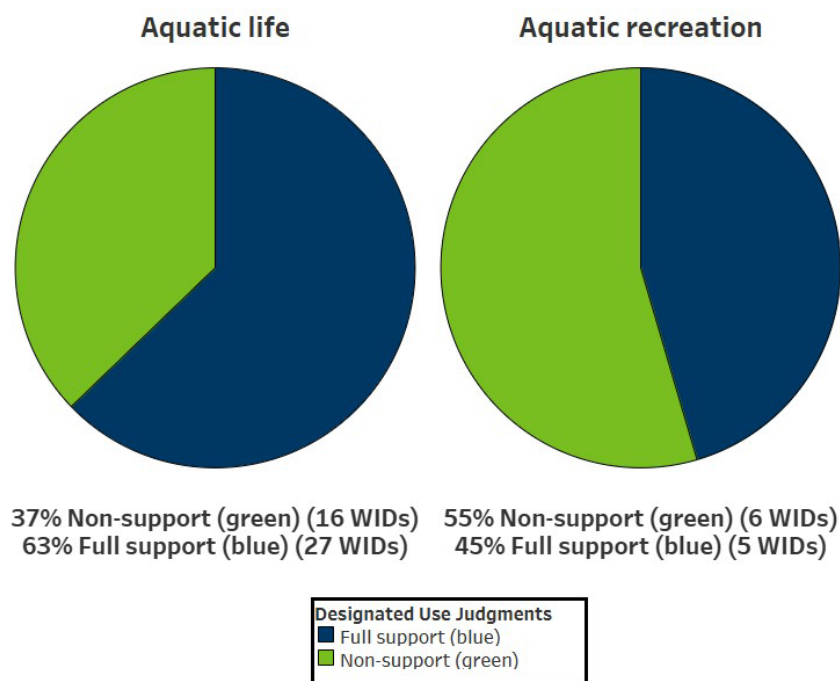 Aquatic life
Aquatic recreation
37% Non-support (green) (16 WIDs)
63% Full support (blue) (27 WIDs)
55% Non-support (green) (6 WIDs)
45% Full support (blue) (5 WIDs)
Designated Use Judgments
Full support (blue)
Non-support (green)